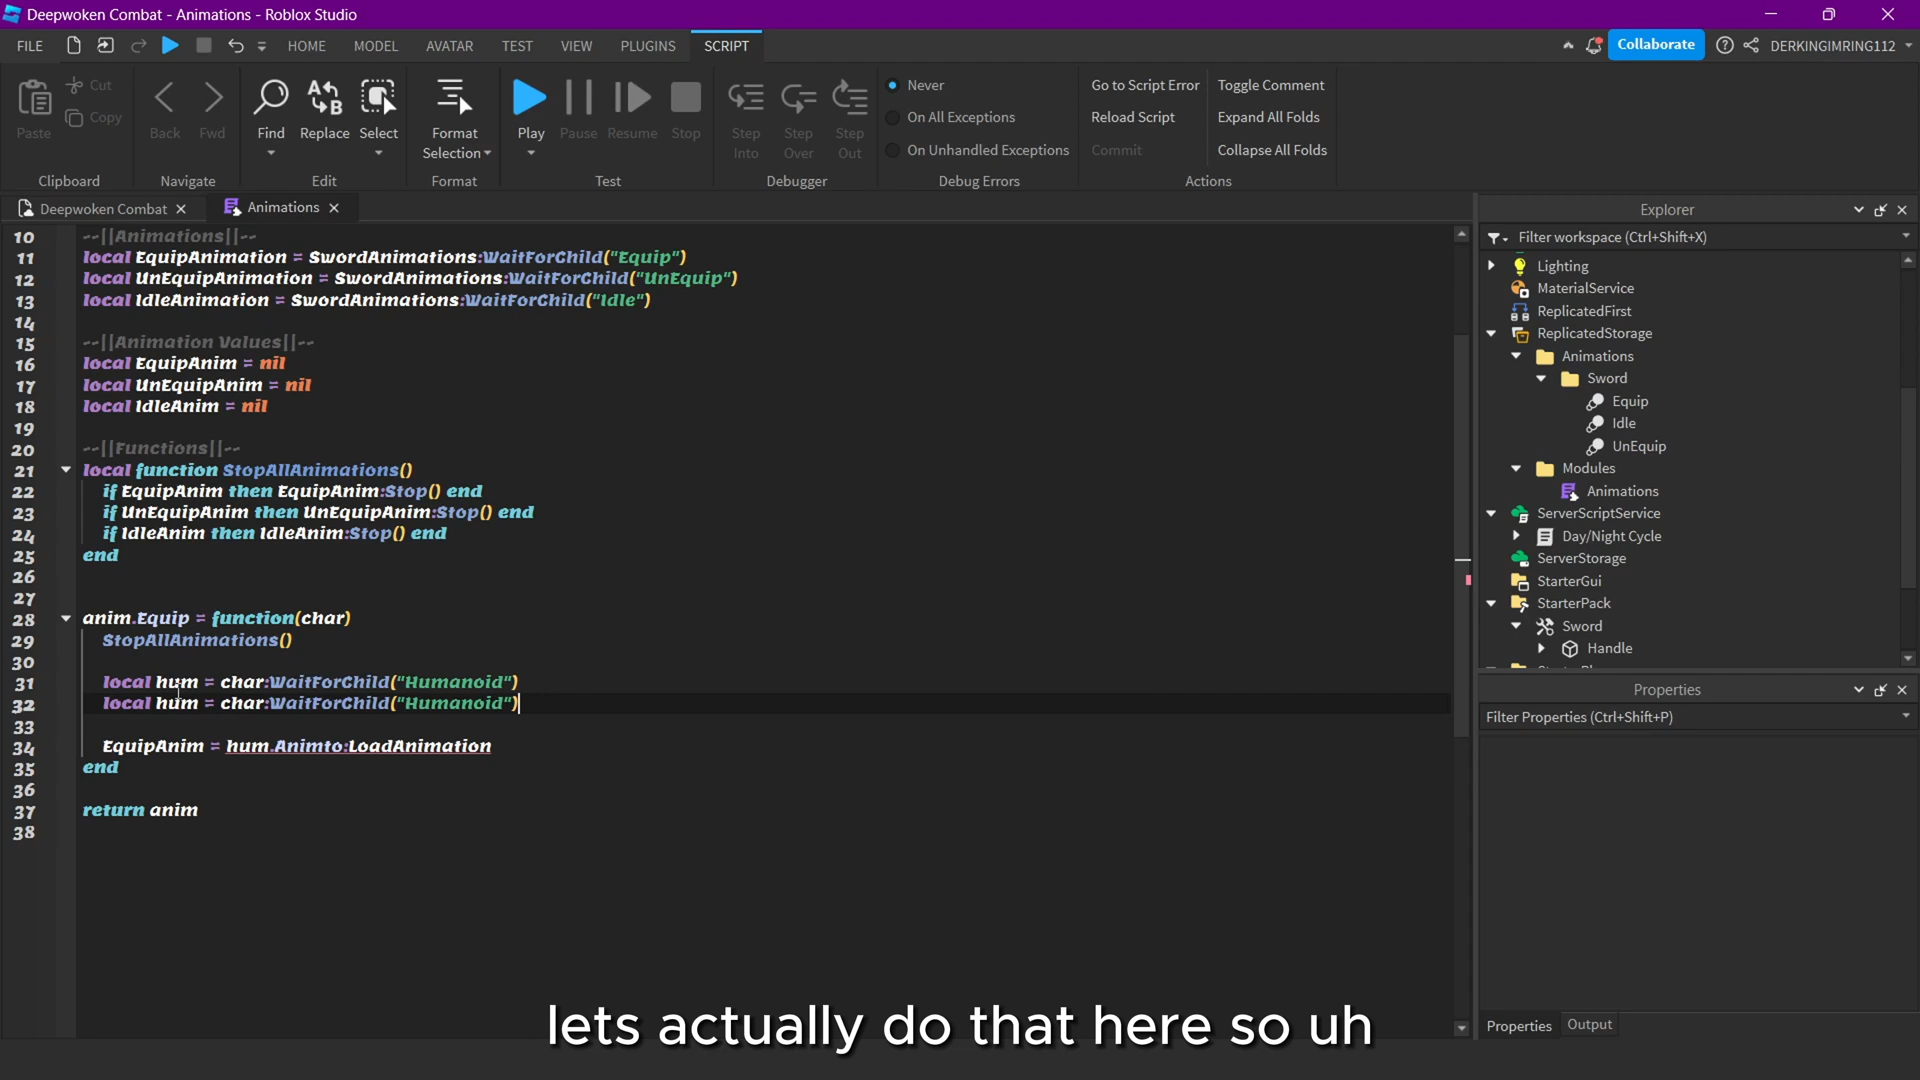 Deepwoken Combat - Animations - Roblox Studio
FILE HOME MODEL AVATAR TEST VIEW PLUGINS SCRIPT Collaborate DERKINGIMRING112
Paste Cut Copy Back Fwd Find Replace Select Format Selection Play Pause Resume Stop Step Into Step Over Step Out
Never Go to Script Error Toggle Comment
On All Exceptions Reload Script Expand All Folds
On Unhandled Exceptions Commit Collapse All Folds
Clipboard Navigate Edit Format Test Debugger Debug Errors Actions
Deepwoken Combat Animations
10 --||Animations||--
11 local EquipAnimation = SwordAnimations:WaitForChild("Equip")
12 local UnEquipAnimation = SwordAnimations:WaitForChild("UnEquip")
13 local IdleAnimation = SwordAnimations:WaitForChild("Idle")
14
15 --||Animation Values||--
16 local EquipAnim = nil
17 local UnEquipAnim = nil
18 local IdleAnim = nil
19
20 --||Functions||--
21 local function StopAllAnimations()
22 if EquipAnim then EquipAnim:Stop() end
23 if UnEquipAnim then UnEquipAnim:Stop() end
24 if IdleAnim then IdleAnim:Stop() end
25 end
26
27
28 anim.Equip = function(char)
29 StopAllAnimations()
30
31 local hum = char:WaitForChild("Humanoid")
32 local hum = char:WaitForChild("Humanoid")
33
34 EquipAnim = hum.Animto:LoadAnimation
35 end
36
37 return anim
38
Explorer
Filter workspace (Ctrl+Shift+X)
Lighting
MaterialService
ReplicatedFirst
ReplicatedStorage
Animations
Sword
Equip
Idle
UnEquip
Modules
Animations
ServerScriptService
Day/Night Cycle
ServerStorage
StarterGui
StarterPack
Sword
Handle
Properties
Filter Properties (Ctrl+Shift+P)
Properties Output
lets actually do that here so uh